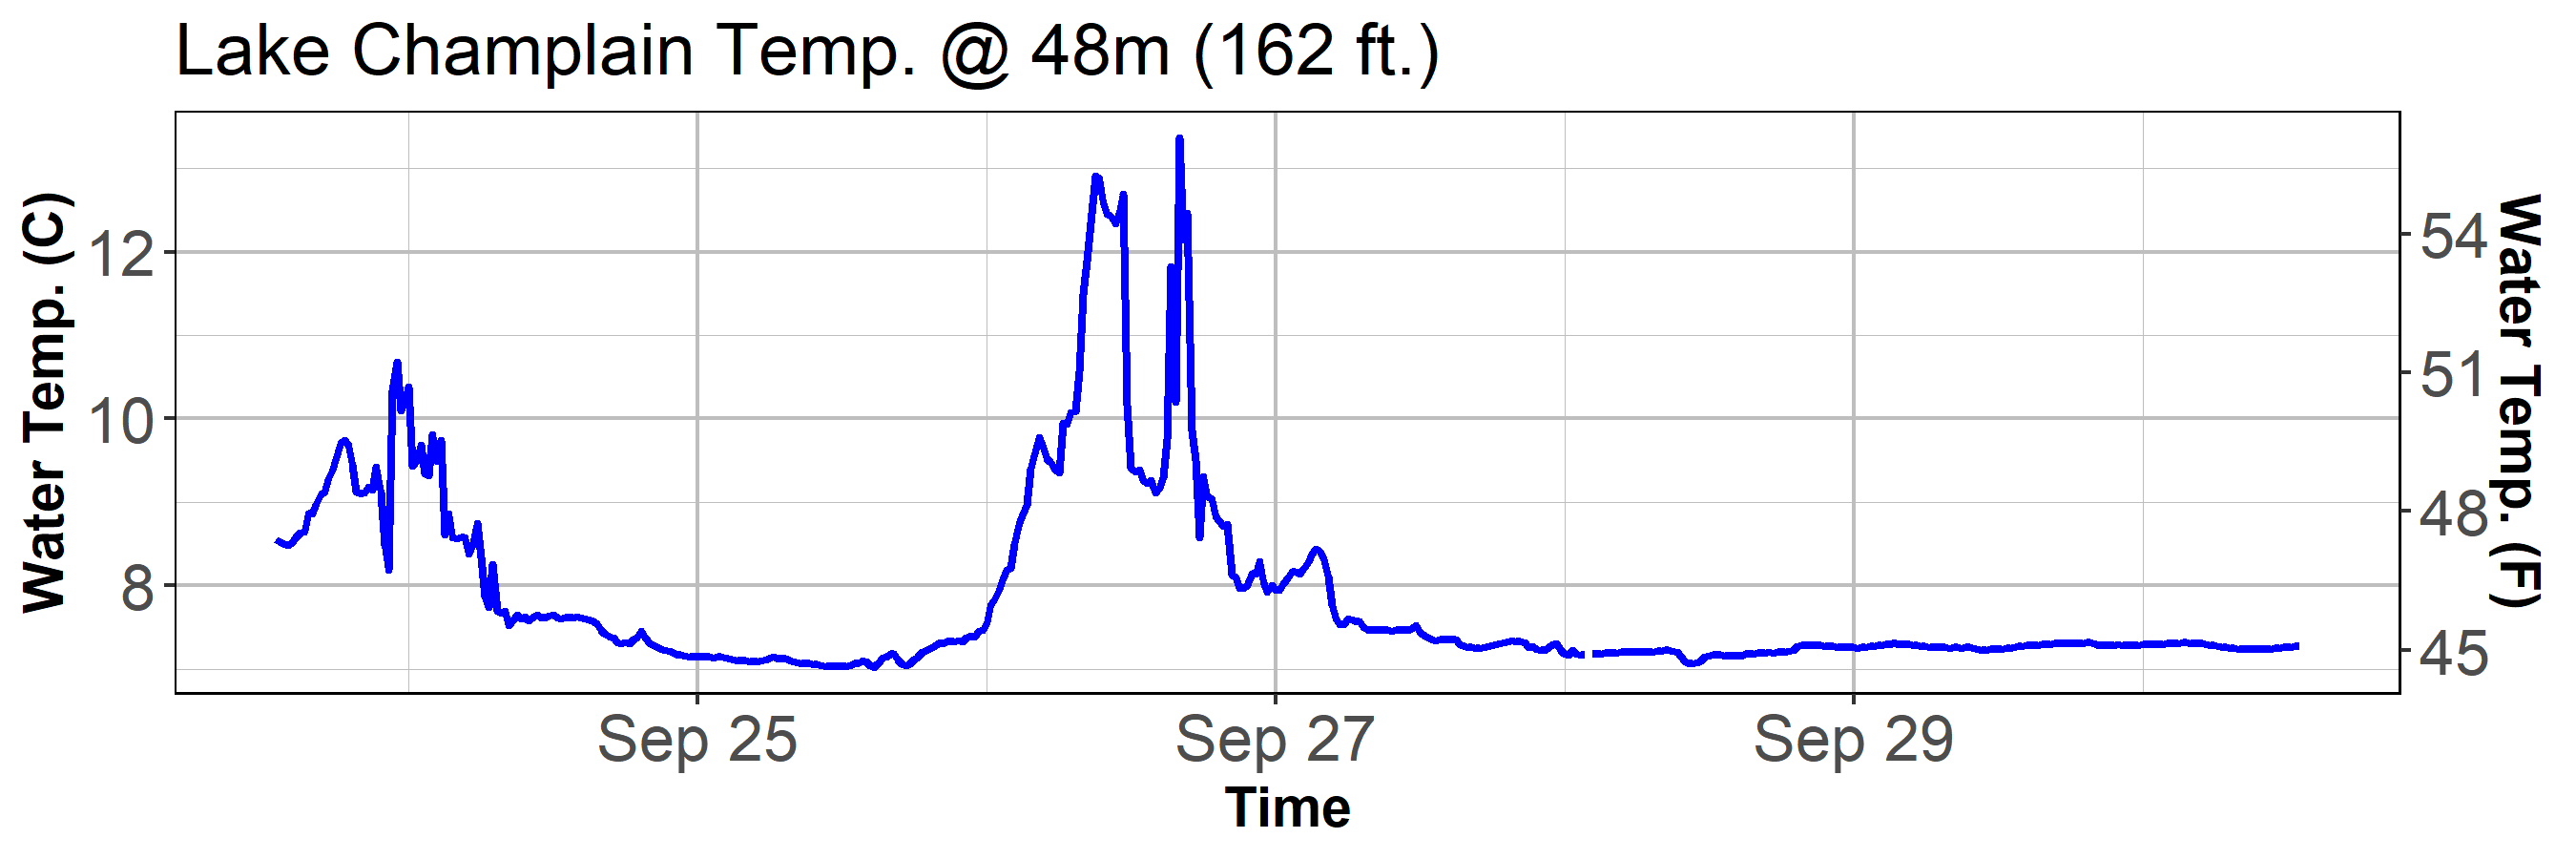 Lake Champlain Temp. @ 48m (162 ft.)
Water Temp. (C)
12
10
8
54
51
48
45
Water Temp. (F)
Sep 25
Sep 27
Sep 29
Time